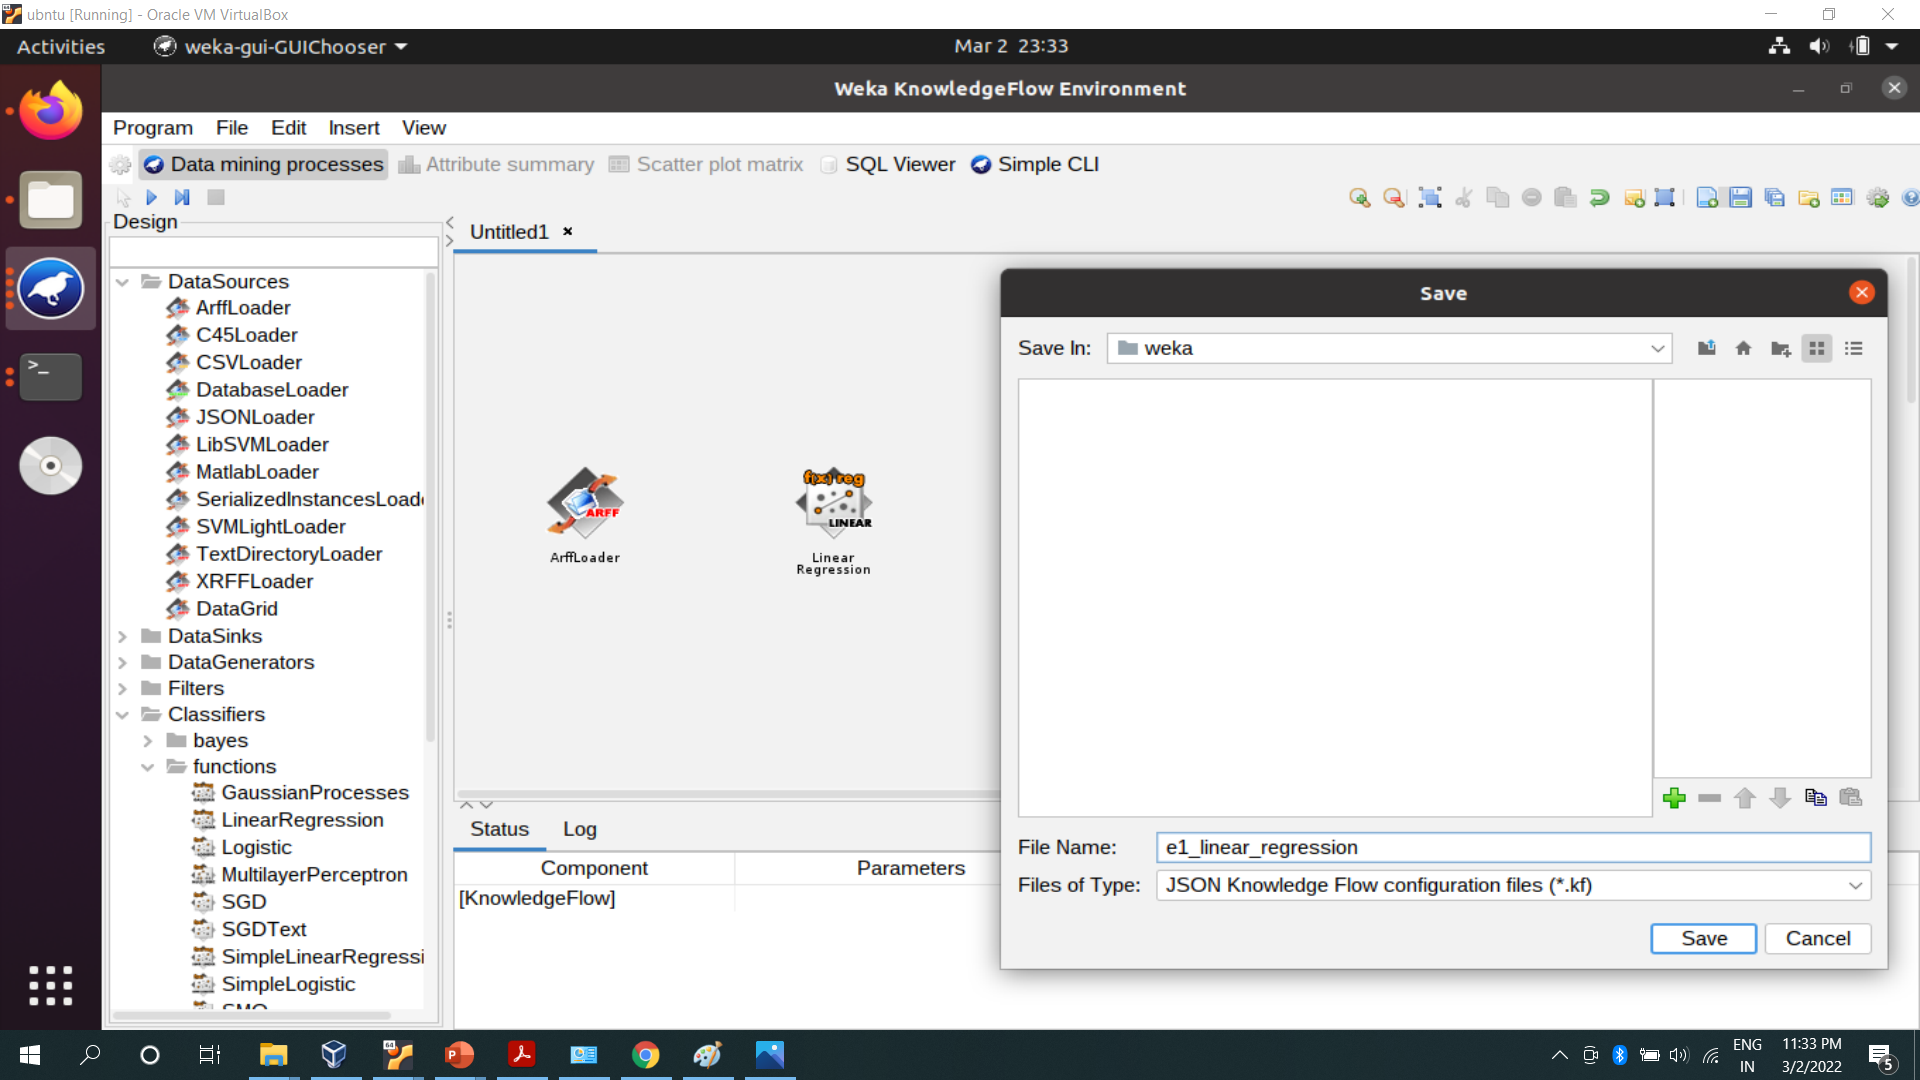 ubntu [Running] - Oracle VM VirtualBox
Activities
weka-gui-GUIChooser
Mar 2 23:33
Weka KnowledgeFlow Environment
Program File Edit Insert View
Data mining processes Attribute summary Scatter plot matrix SQL Viewer Simple CLI
Design
Untitled1
DataSources
ArffLoader
C45Loader
CSVLoader
DatabaseLoader
JSONLoader
LibSVMLoader
MatlabLoader
SerializedInstancesLoade
SVMLightLoader
TextDirectoryLoader
XRFFLoader
DataGrid
DataSinks
DataGenerators
Filters
Classifiers
bayes
functions
GaussianProcesses
LinearRegression
Logistic
MultilayerPerceptron
SGD
SGDText
SimpleLinearRegressi
SimpleLogistic
SMO
ARFF
ArffLoader
f(x) reg
LINEAR
Linear
Regression
Status Log
Component Parameters
[KnowledgeFlow]
Save
Save In: weka
File Name: e1_linear_regression
Files of Type: JSON Knowledge Flow configuration files (*.kf)
Save Cancel
64
ENG
IN
11:33 PM
3/2/2022
5